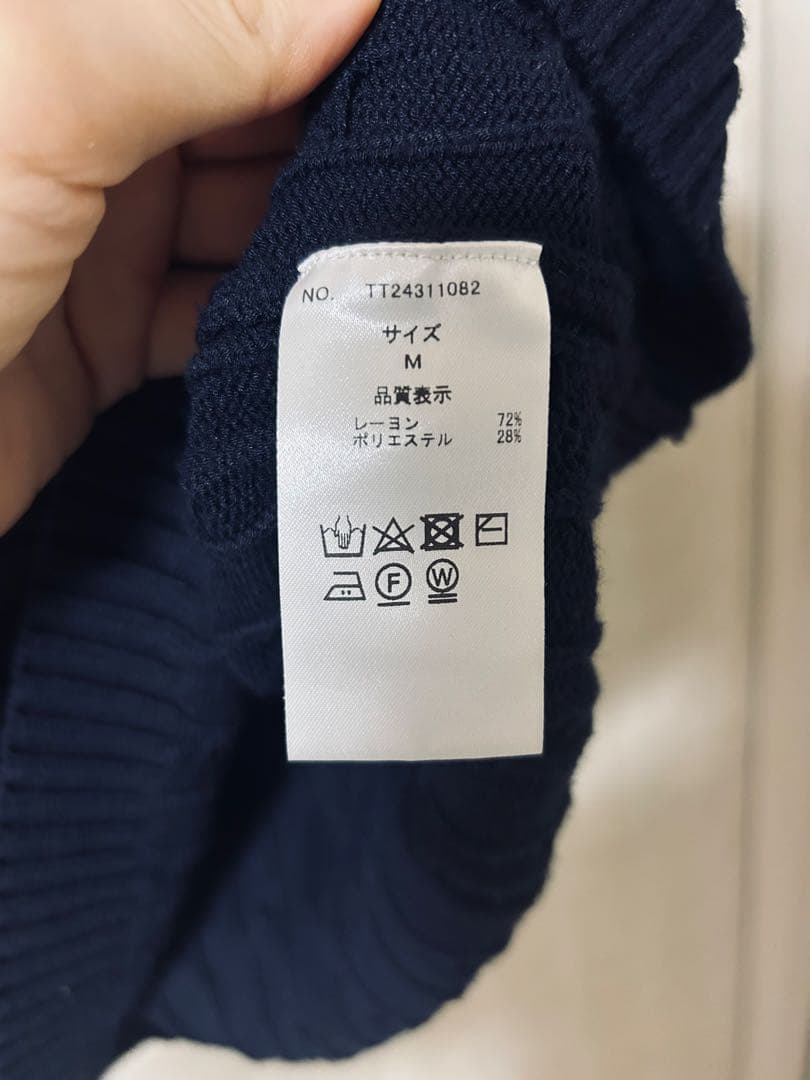 NO. TT24311082
サイズ
M
品質表示
レーヨン 72%
ポリエステル 28%
F W